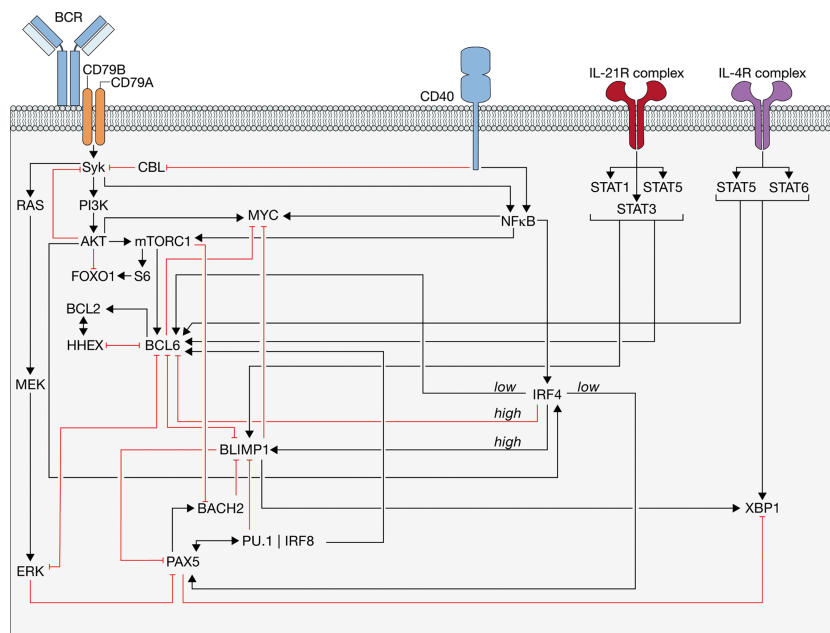 BCR
CD79B
CD79A
CD40
IL-21R complex
IL-4R complex
Syk
CBL
RAS
PI3K
STAT1
STAT5
STAT3
STAT5
STAT6
MYC
NFκB
AKT
mTORC1
FOXO1
S6
BCL2
HHEX
BCL6
MEK
low
IRF4
low
high
high
BLIMP1
BACH2
XBP1
PU.1 | IRF8
PAX5
ERK